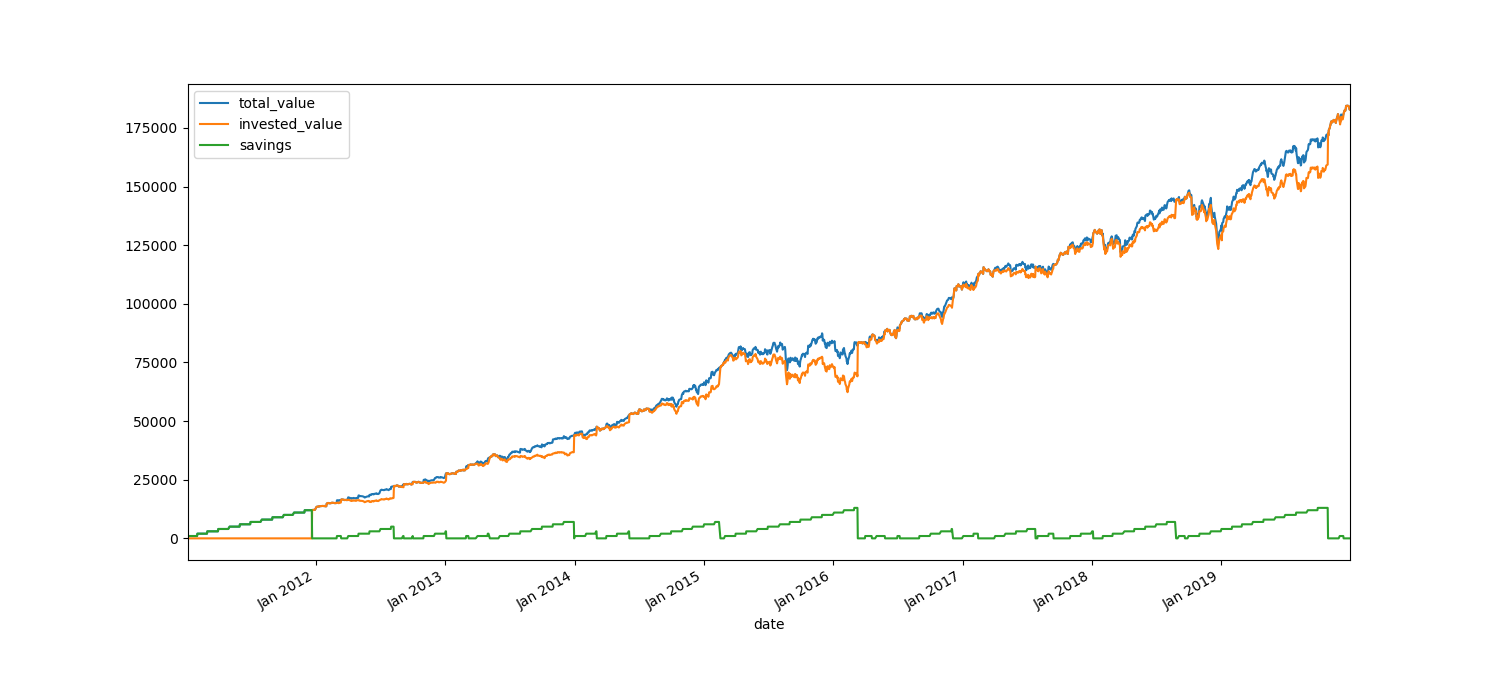 total_value
invested_value
savings
175000
150000
125000
100000
75000
50000
25000
0
Jan 2012
Jan 2013
Jan 2014
Jan 2015
Jan 2016
Jan 2017
Jan 2018
Jan 2019
date